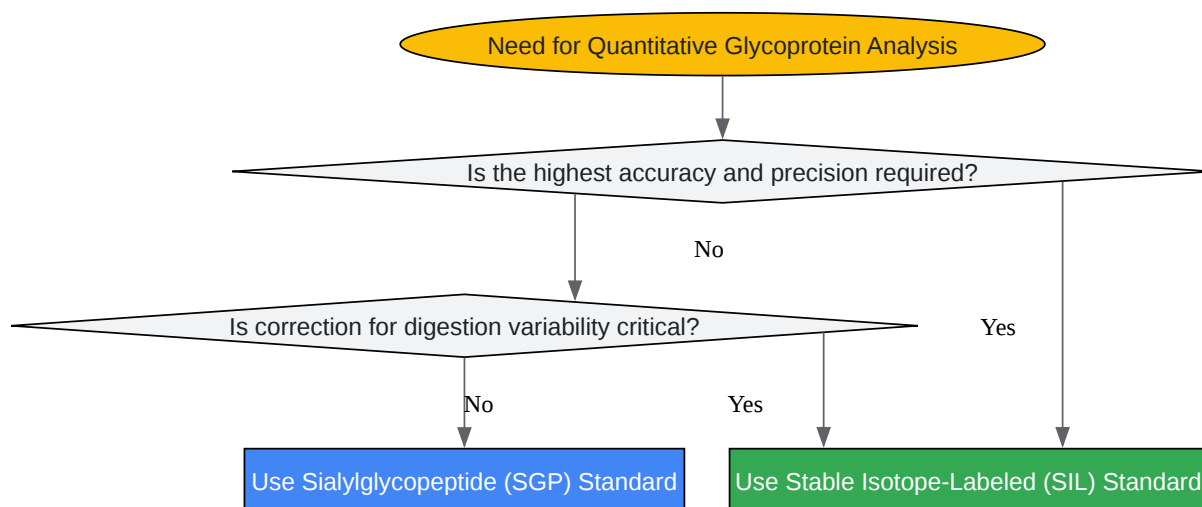 Need for Quantitative Glycoprotein Analysis
Is the highest accuracy and precision required?
No
Is correction for digestion variability critical?
Yes
No
Yes
Use Sialylglycopeptide (SGP) Standard
Use Stable Isotope-Labeled (SIL) Standard